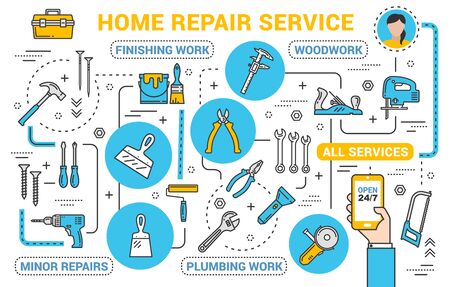 HOME REPAIR SERVICE
FINISHING WORK
WOODWORK
ALL SERVICES
OPEN
24/7
MINOR REPAIRS
PLUMBING WORK